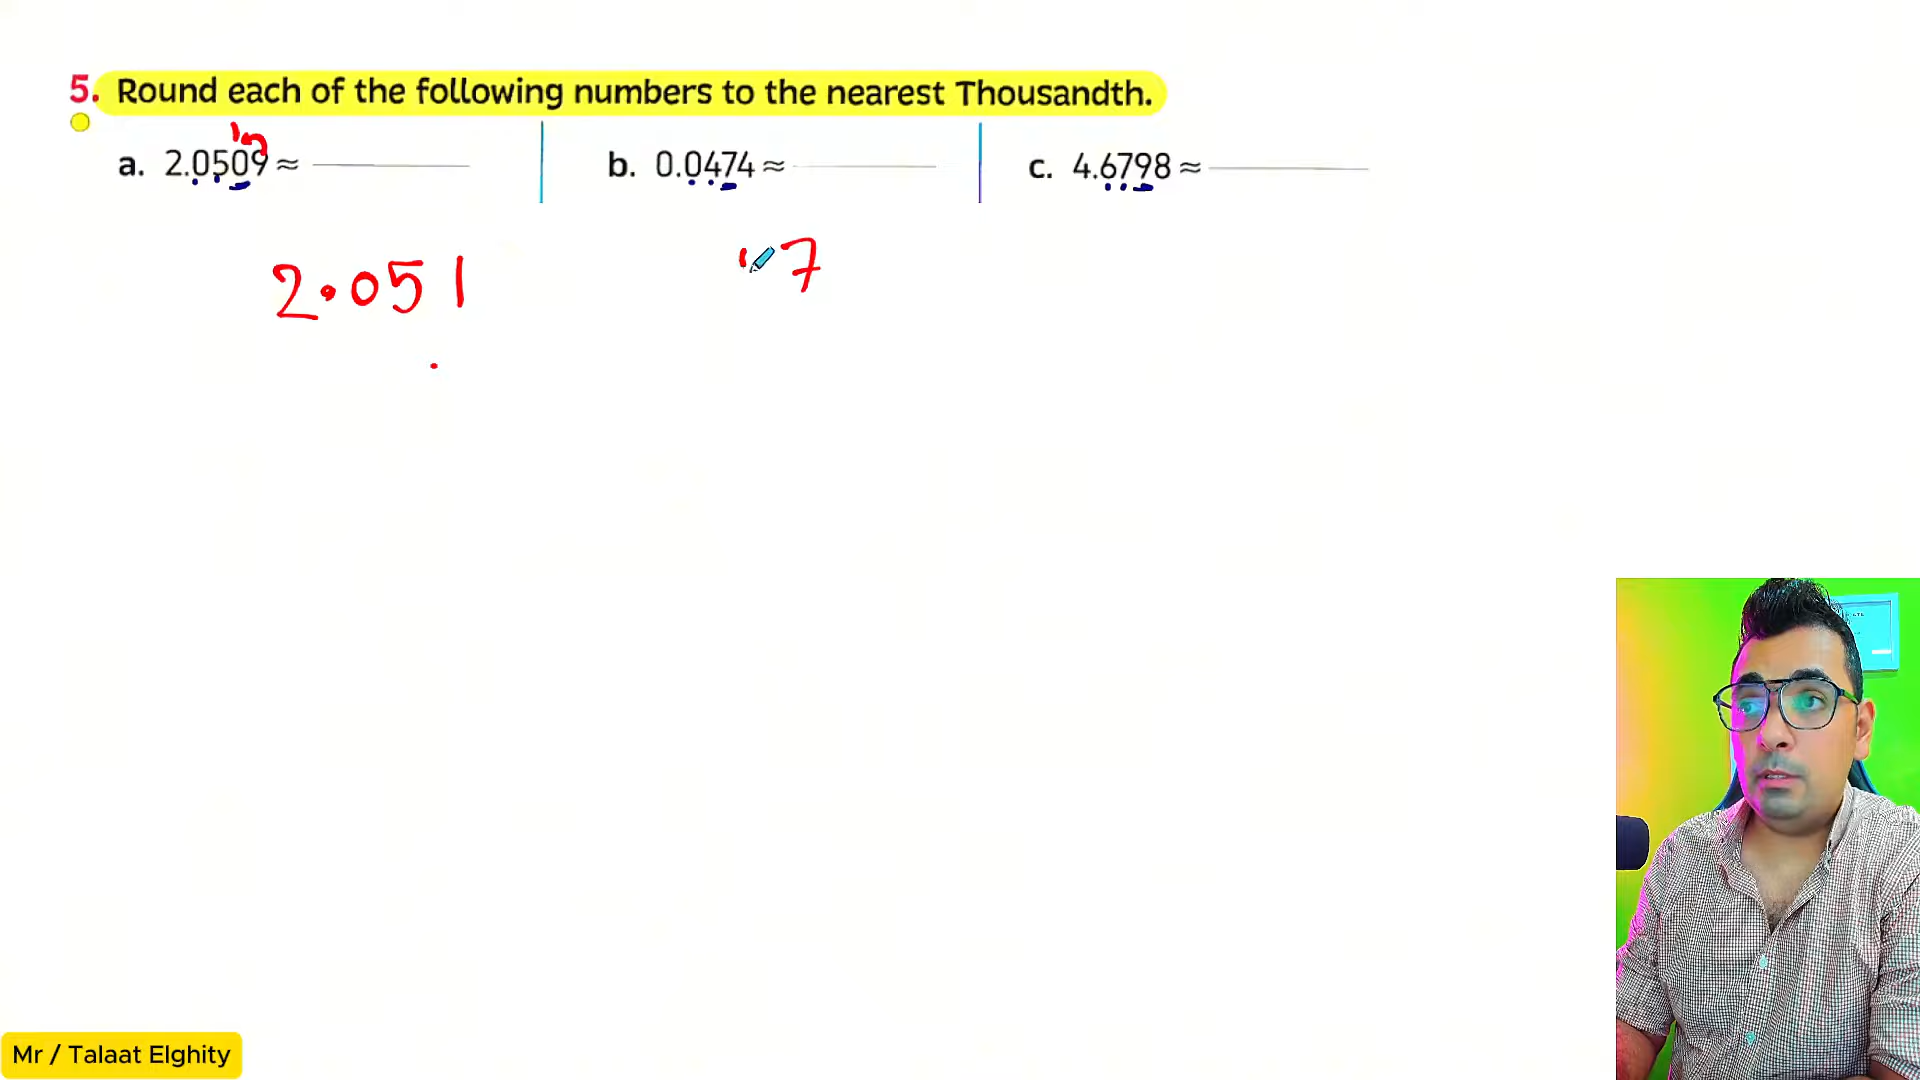 5. Round each of the following numbers to the nearest Thousandth.
a. 2.0509 ≈ b. 0.0474 ≈ c. 4.6798 ≈
2.051 7
Mr / Talaat Elghity